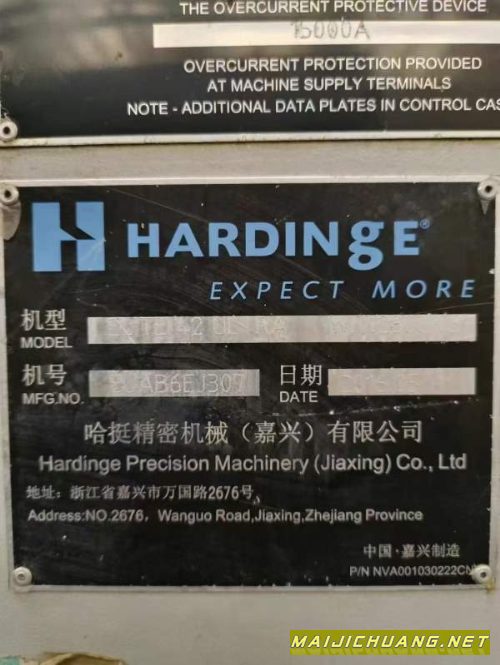 THE OVERCURRENT PROTECTIVE DEVICE
15000A
OVERCURRENT PROTECTION PROVIDED
AT MACHINE SUPPLY TERMINALS
NOTE - ADDITIONAL DATA PLATES IN CONTROL CAS
H HARDINGE®
EXPECT MORE
机型
MODEL
机号
MFG.NO.
日期
DATE
哈挺精密机械（嘉兴）有限公司
Hardinge Precision Machinery (Jiaxing) Co., Ltd
地址: 浙江省嘉兴市万国路2676号
Address:NO.2676, Wanguo Road,Jiaxing,Zhejiang Province
中国·嘉兴制造
P/N NVA001030222CN
MAIJICHUANG.NET